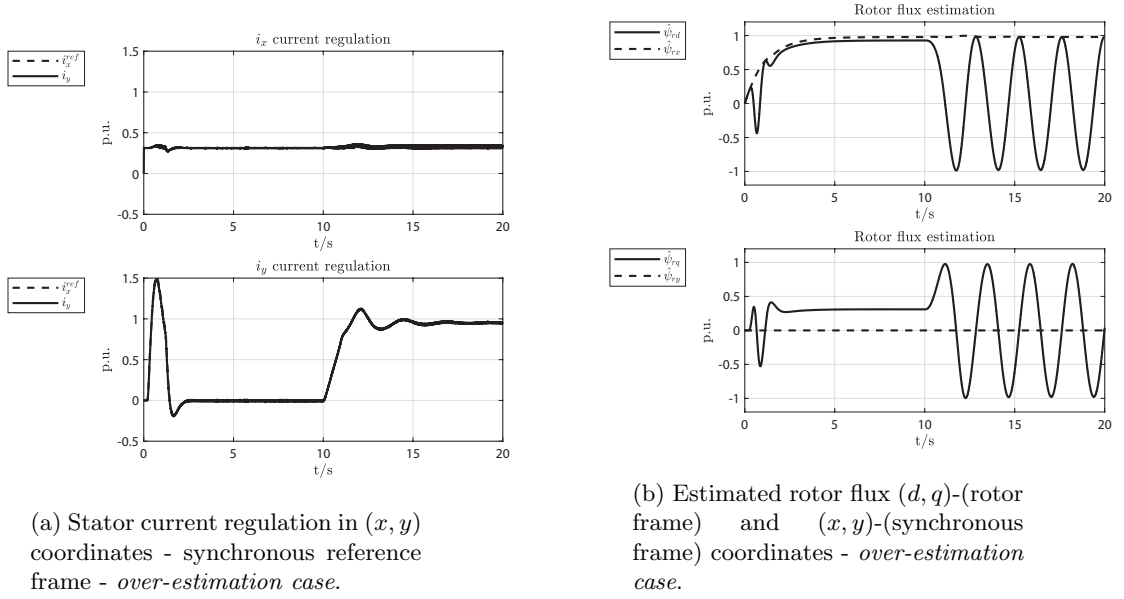 i_x current regulation
i_x^{ref}
i_y
1.5
1
0.5
0
-0.5
p.u.
0 5 10 15 20
t/s
i_y current regulation
i_x^{ref}
i_y
1.5
1
0.5
0
-0.5
p.u.
0 5 10 15 20
t/s
(a) Stator current regulation in (x, y)
coordinates - synchronous reference
frame - over-estimation case.
Rotor flux estimation
ψ̂_{rd}
ψ̂_{rx}
1
0.5
0
-0.5
-1
p.u.
0 5 10 15 20
t/s
Rotor flux estimation
ψ̂_{rq}
ψ̂_{ry}
1
0.5
0
-0.5
-1
p.u.
0 5 10 15 20
t/s
(b) Estimated rotor flux (d, q)-(rotor
frame) and (x, y)-(synchronous
frame) coordinates - over-estimation
case.